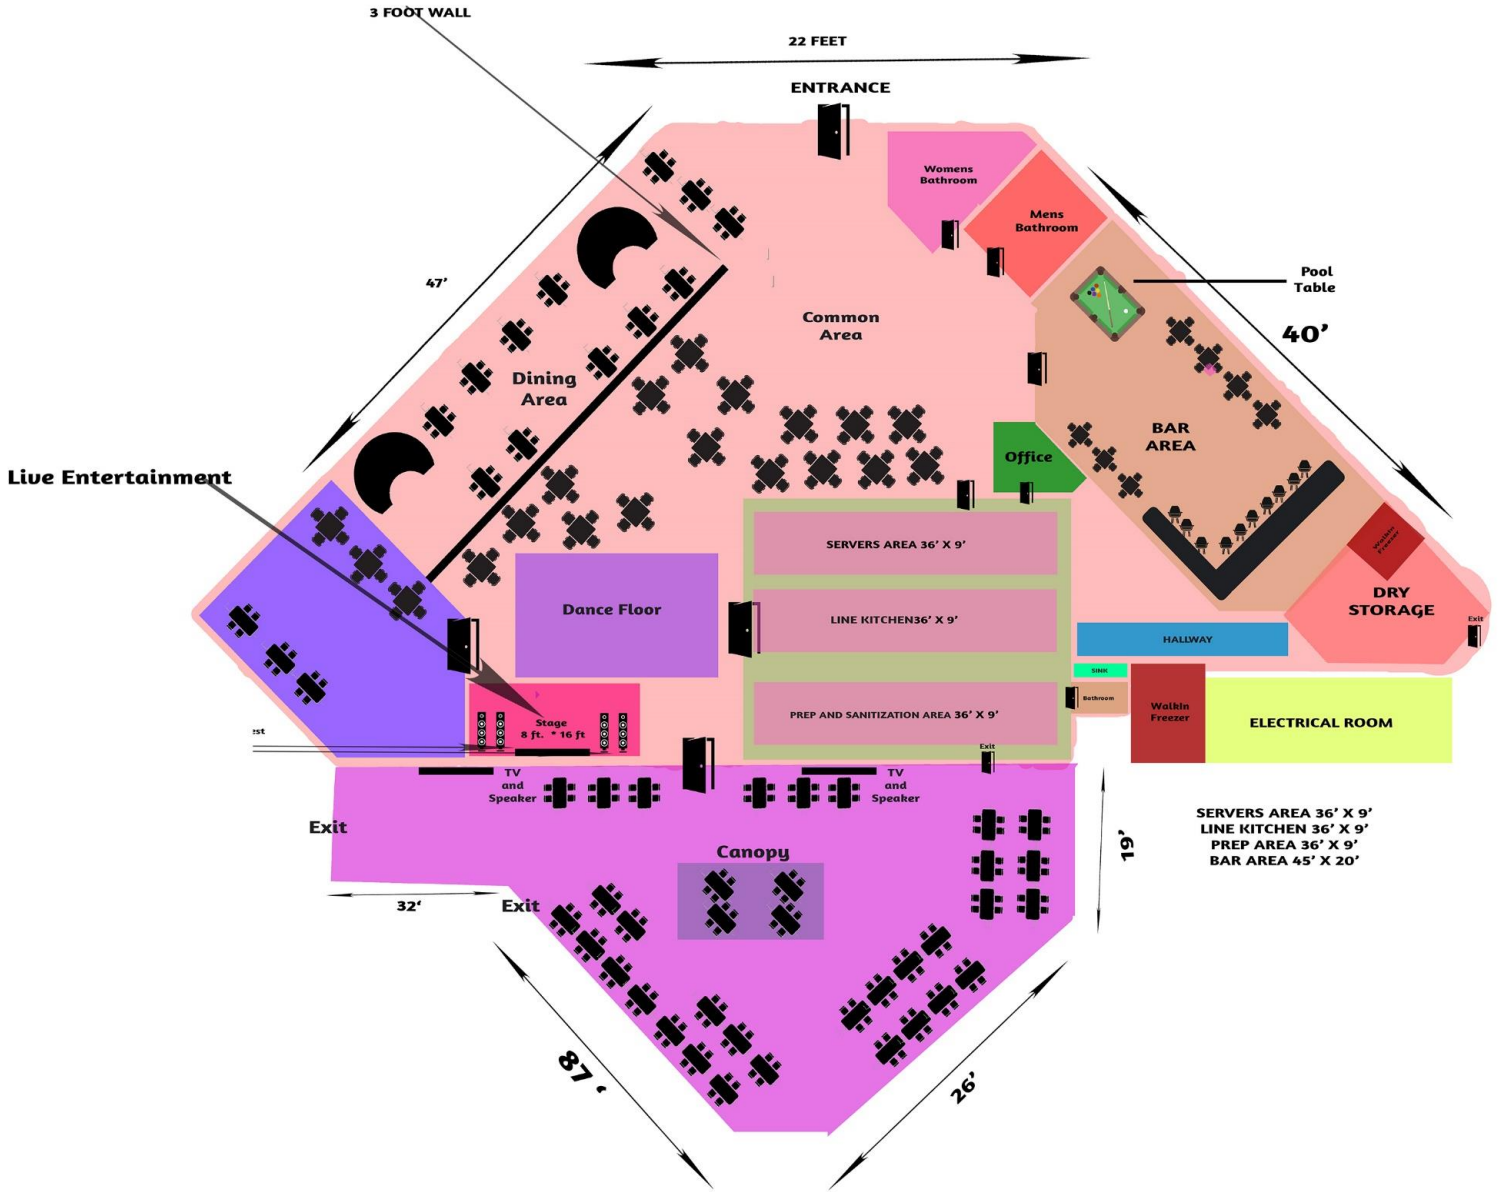 3 FOOT WALL
22 FEET
ENTRANCE
Womens
Bathroom
Mens
Bathroom
47'
Pool
Table
40'
Common
Area
Dining
Area
BAR
AREA
Office
Live Entertainment
SERVERS AREA 36' X 9'
Walkin
Freezer
DRY
STORAGE
Exit
Dance Floor
LINE KITCHEN36' X 9'
HALLWAY
SINK
Bathroom
Walkin
Freezer
ELECTRICAL ROOM
Stage
8 ft. * 16 ft
PREP AND SANITIZATION AREA 36' X 9'
Exit
TV
and
Speaker
TV
and
Speaker
Exit
Canopy
19'
SERVERS AREA 36' X 9'
LINE KITCHEN 36' X 9'
PREP AREA 36' X 9'
BAR AREA 45' X 20'
32'
Exit
87'
26'